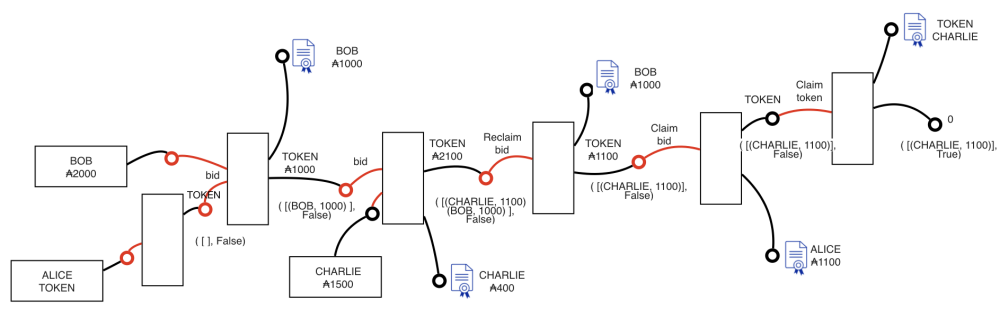 BOB
₳2000
ALICE
TOKEN
TOKEN
bid
( [ ], False)
BOB
₳1000
TOKEN
₳1000
( [(BOB, 1000) ],
False)
bid
CHARLIE
₳1500
CHARLIE
₳400
TOKEN
₳2100
( [(CHARLIE, 1100)
(BOB, 1000) ],
False)
Reclaim
bid
BOB
₳1000
TOKEN
₳1100
( [(CHARLIE, 1100)],
False)
Claim
bid
ALICE
₳1100
TOKEN
( [(CHARLIE, 1100)],
False)
Claim
token
TOKEN
CHARLIE
0
( [(CHARLIE, 1100)],
True)